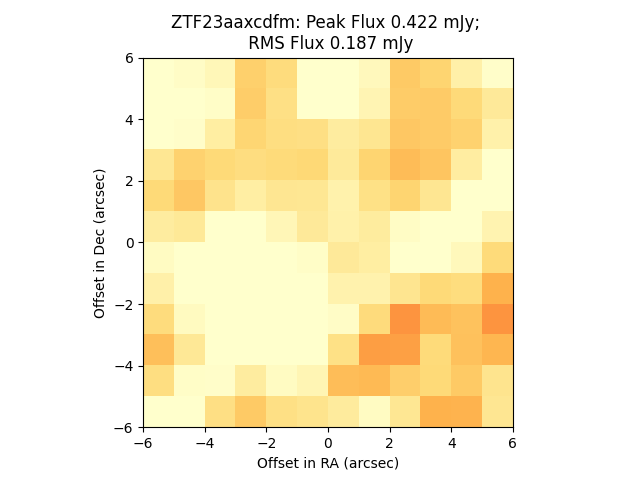 ZTF23aaxcdfm: Peak Flux 0.422 mJy;
RMS Flux 0.187 mJy
6
4
2
0
−2
−4
−6
Offset in Dec (arcsec)
−6 −4 −2 0 2 4 6
Offset in RA (arcsec)